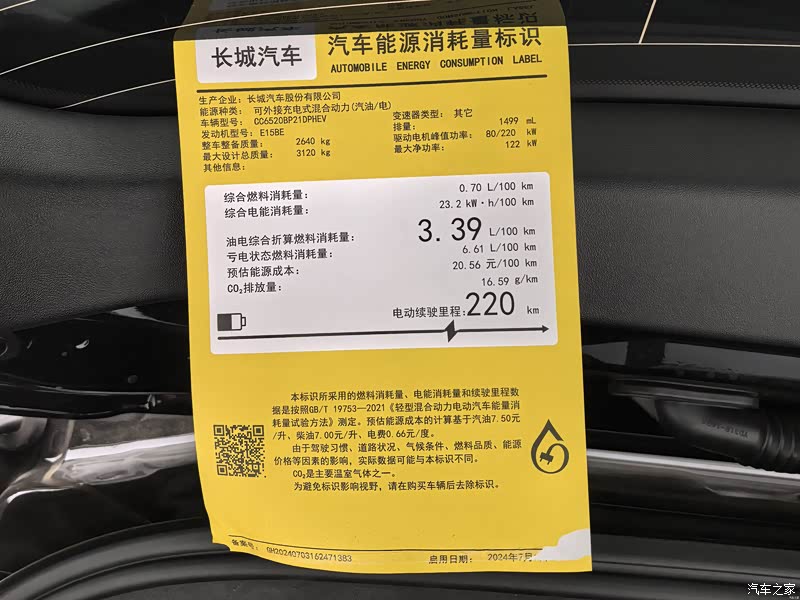 长城汽车
汽车能源消耗量标识
AUTOMOBILE ENERGY CONSUMPTION LABEL
生产企业: 长城汽车股份有限公司
能源种类: 可外接充电式混合动力(汽油/电)
车辆型号: CC6520BP21DPHEV
发动机型号: E15BE
整车整备质量: 2640 kg
最大设计总质量: 3120 kg
其他信息:
变速器类型: 其它
排量: 1499 mL
驱动电机峰值功率: 80/220 kW
最大净功率: 122 kW
综合燃料消耗量: 0.70 L/100 km
综合电能消耗量: 23.2 kW·h/100 km
油电综合折算燃料消耗量: 3.39 L/100 km
亏电状态燃料消耗量: 6.61 L/100 km
预估能源成本: 20.56 元/100 km
CO₂排放量: 16.59 g/km
电动续驶里程: 220 km
本标识所采用的燃料消耗量、电能消耗量和续驶里程数
据是按照GB/T 19753—2021《轻型混合动力电动汽车能量消
耗量试验方法》测定。预估能源成本的计算基于汽油7.50元
/升、柴油7.00元/升、电费0.66元/度。
由于驾驶习惯、道路状况、气候条件、燃料品质、能源
价格等因素的影响,实际数据可能与本标识不同。
CO₂是主要温室气体之一。
为避免标识影响视野,请在购买车辆后去除标识。
备案号: GH20240703162471383
启用日期: 2024年7月
汽车之家